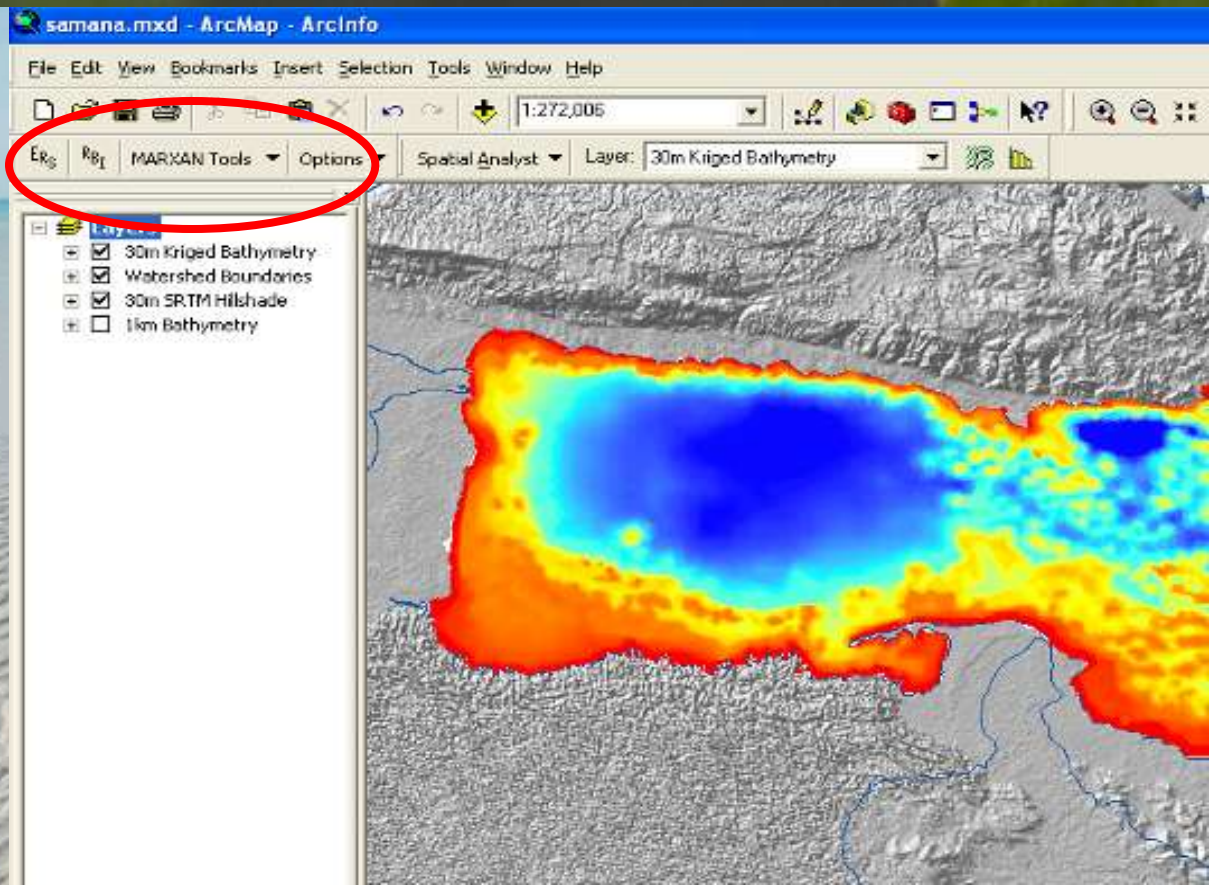 samana.mxd - ArcMap - ArcInfo
File Edit View Bookmarks Insert Selection Tools Window Help
1:272,006
ERS RBI MARXAN Tools Options Spatial Analyst Layer: 30m Kriged Bathymetry
30m Kriged Bathymetry
Watershed Boundaries
30m SRTM Hillshade
1km Bathymetry